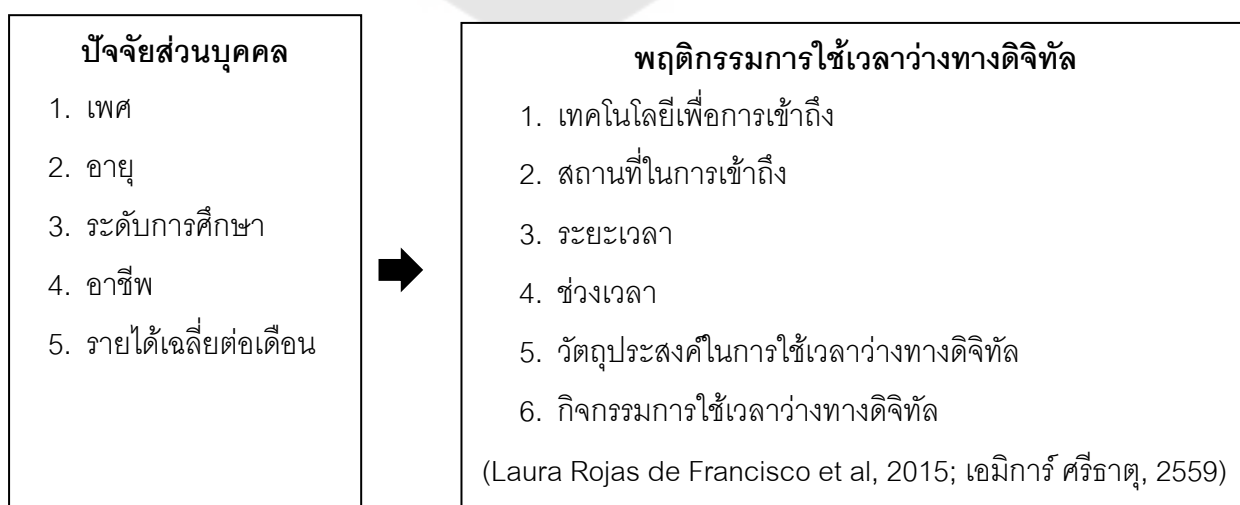 ปัจจัยส่วนบุคคล
1. เพศ
2. อายุ
3. ระดับการศึกษา
4. อาชีพ
5. รายได้เฉลี่ยต่อเดือน
พฤติกรรมการใช้เวลาว่างทางดิจิทัล
1. เทคโนโลยีเพื่อการเข้าถึง
2. สถานที่ในการเข้าถึง
3. ระยะเวลา
4. ช่วงเวลา
5. วัตถุประสงค์ในการใช้เวลาว่างทางดิจิทัล
6. กิจกรรมการใช้เวลาว่างทางดิจิทัล
(Laura Rojas de Francisco et al, 2015; เอมิการ์ ศรีธาตุ, 2559)